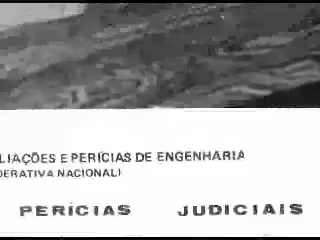 LIAÇÕES E PERÍCIAS DE ENGENHARIA
DERATIVA NACIONAL)
PERÍCIAS JUDICIAIS